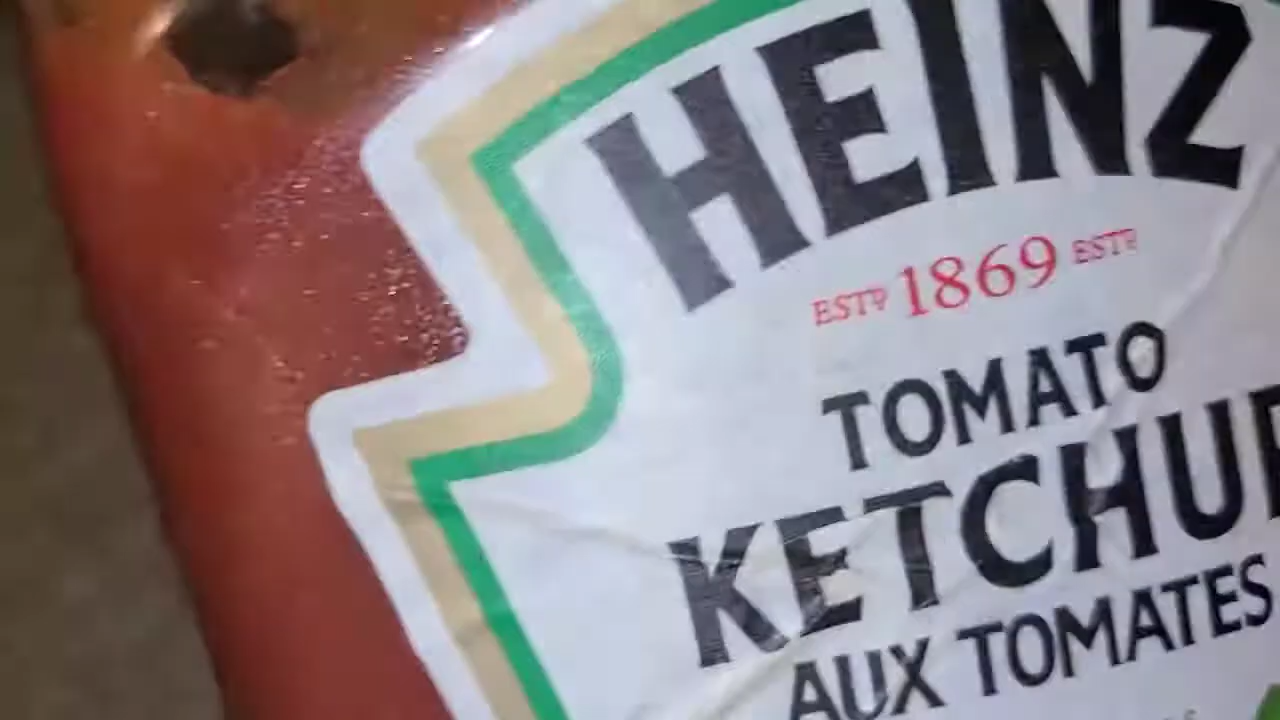 HEINZ
ESTD 1869 ESTD
TOMATO
KETCHUP
AUX TOMATES